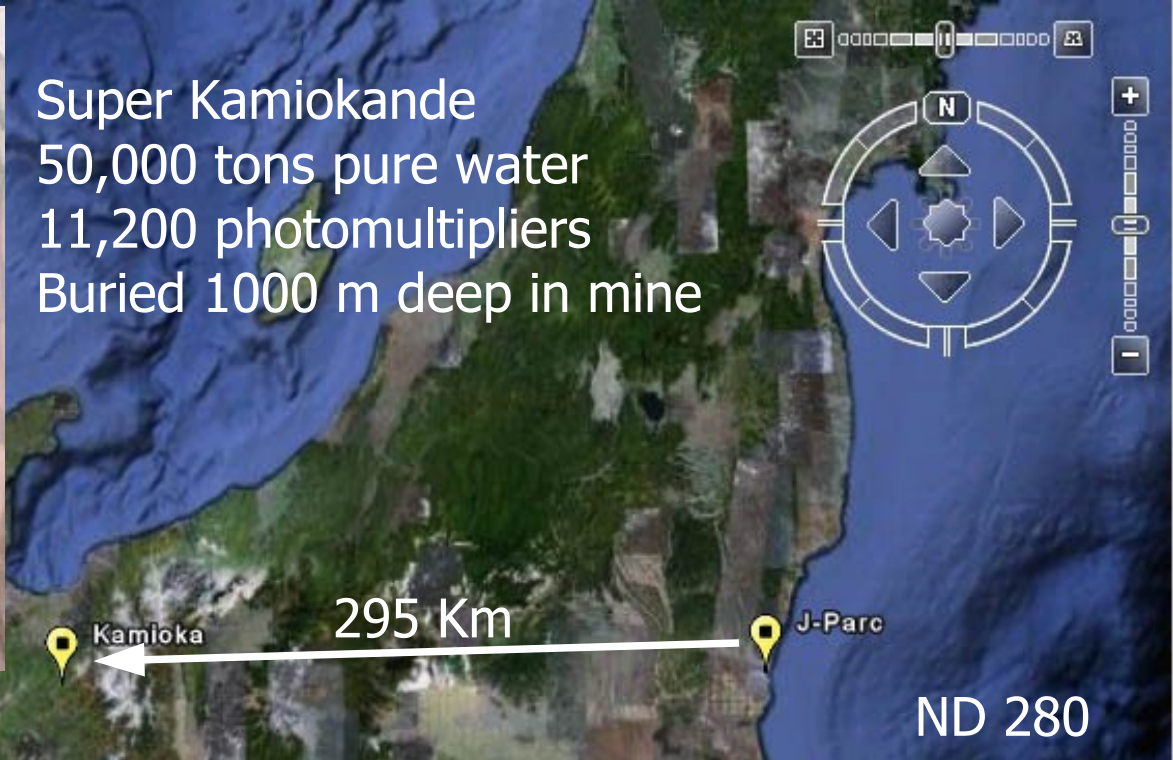 Super Kamiokande
50,000 tons pure water
11,200 photomultipliers
Buried 1000 m deep in mine
N
+
-
295 Km
Kamioka
J-Parc
ND 280